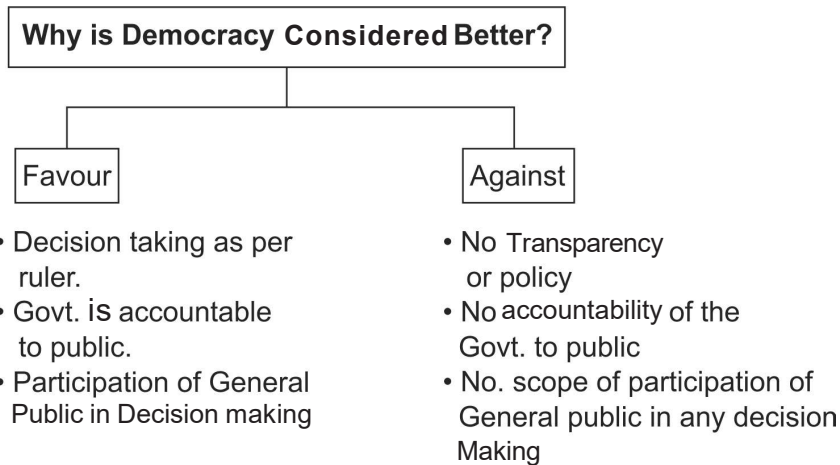 Why is Democracy Considered Better?
Favour
• Decision taking as per
ruler.
• Govt. is accountable
to public.
• Participation of General
Public in Decision making
Against
• No Transparency
or policy
• No accountability of the
Govt. to public
• No. scope of participation of
General public in any decision
Making